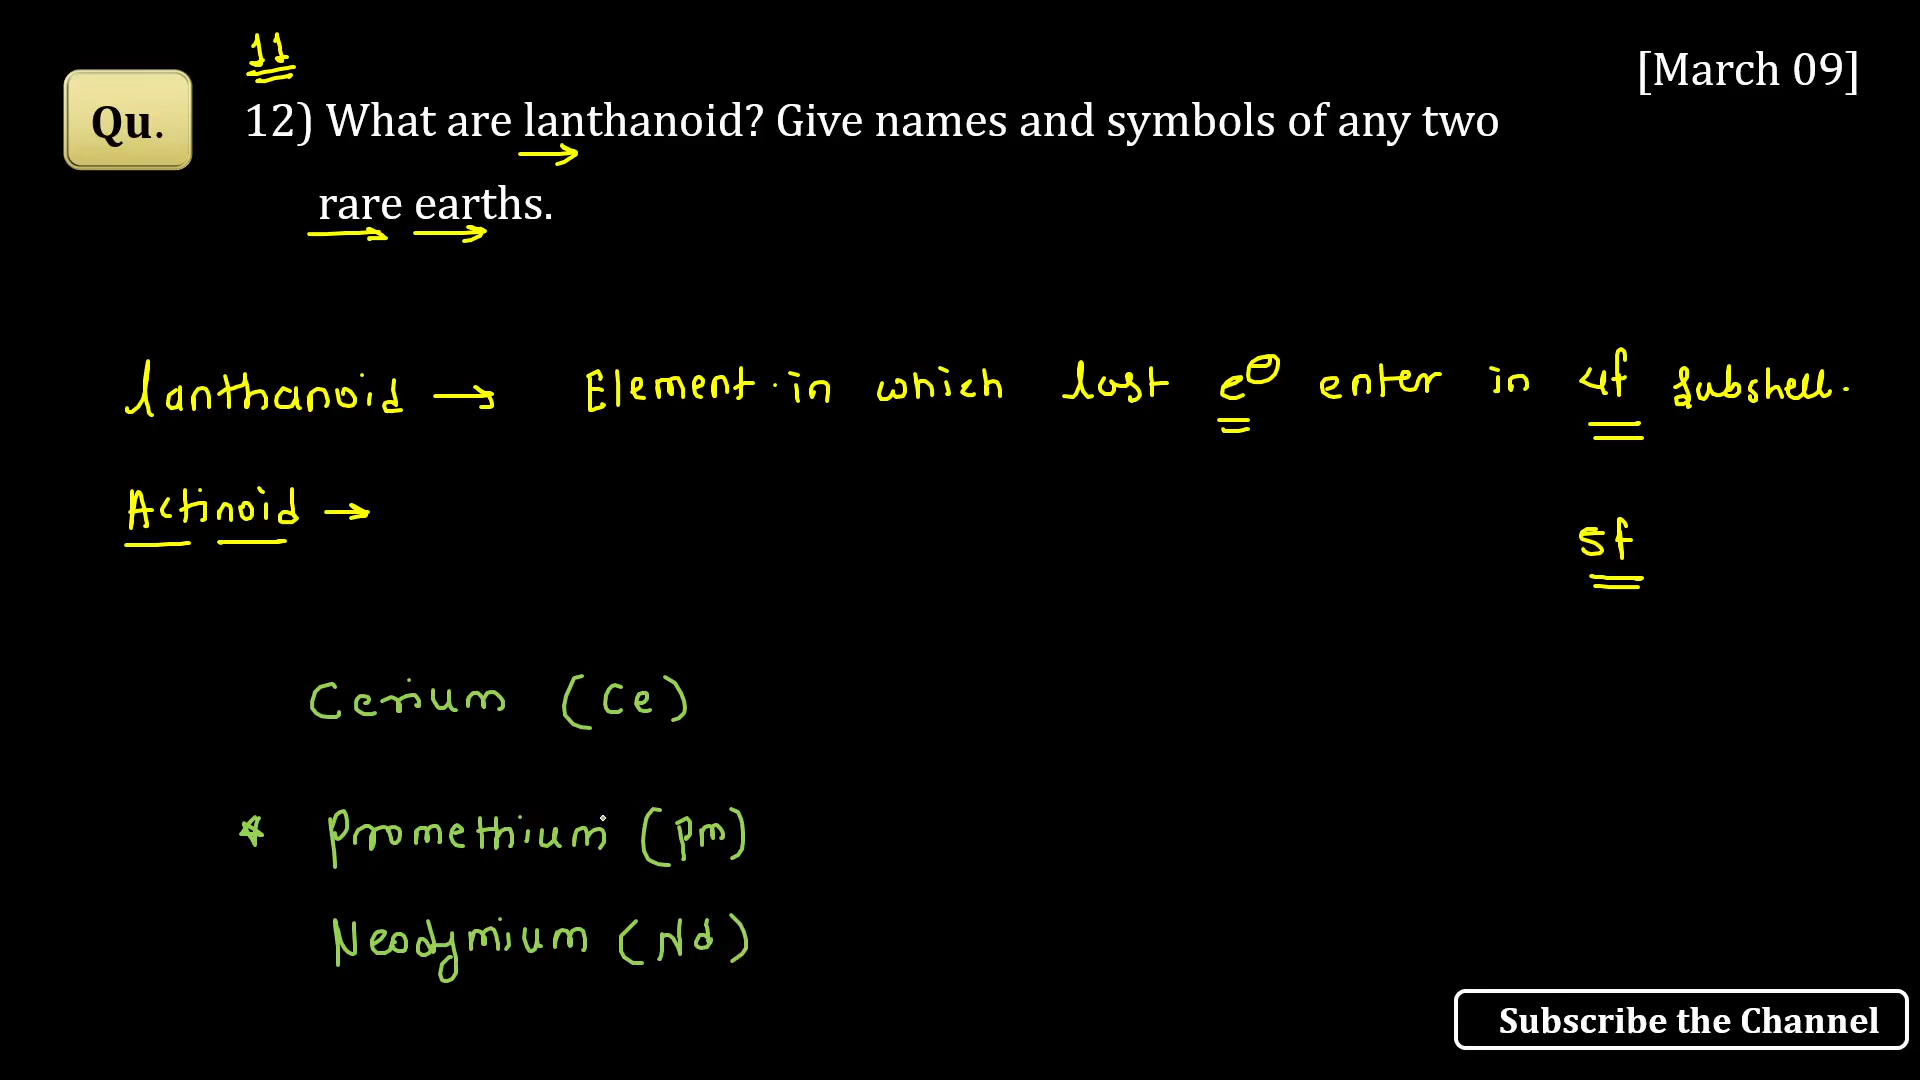 11
[March 09]
Qu. 12) What are lanthanoid? Give names and symbols of any two
rare earths.
lanthanoid → Element in which last e⊖ enter in 4f subshell.
Actinoid → 5f
Cerium (Ce)
* Promethium (pm)
Neodymium (Nd)
Subscribe the Channel